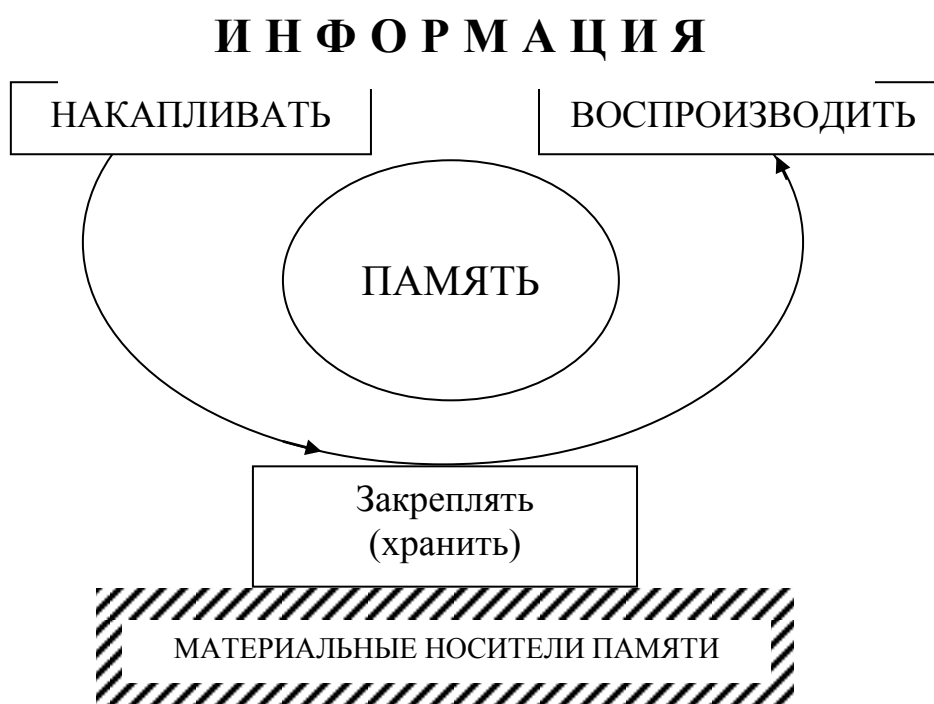 И Н Ф О Р М А Ц И Я
НАКАПЛИВАТЬ
ВОСПРОИЗВОДИТЬ
ПАМЯТЬ
Закреплять
(хранить)
МАТЕРИАЛЬНЫЕ НОСИТЕЛИ ПАМЯТИ